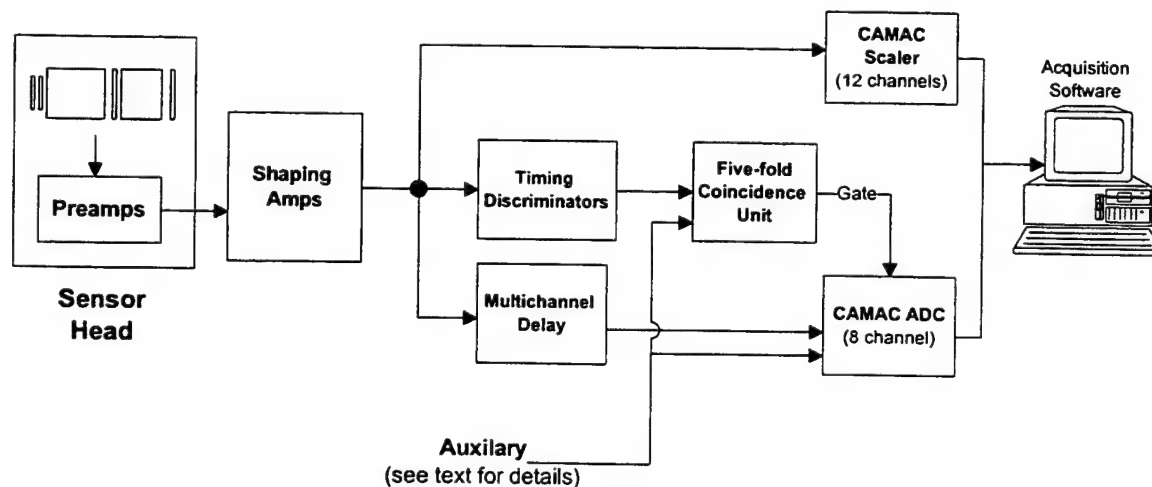 CAMAC
Scaler
(12 channels)
Acquisition
Software
Shaping
Amps
Timing
Discriminators
Five-fold
Coincidence
Unit
Gate
Preamps
Sensor
Head
Multichannel
Delay
CAMAC ADC
(8 channel)
Auxilary
(see text for details)